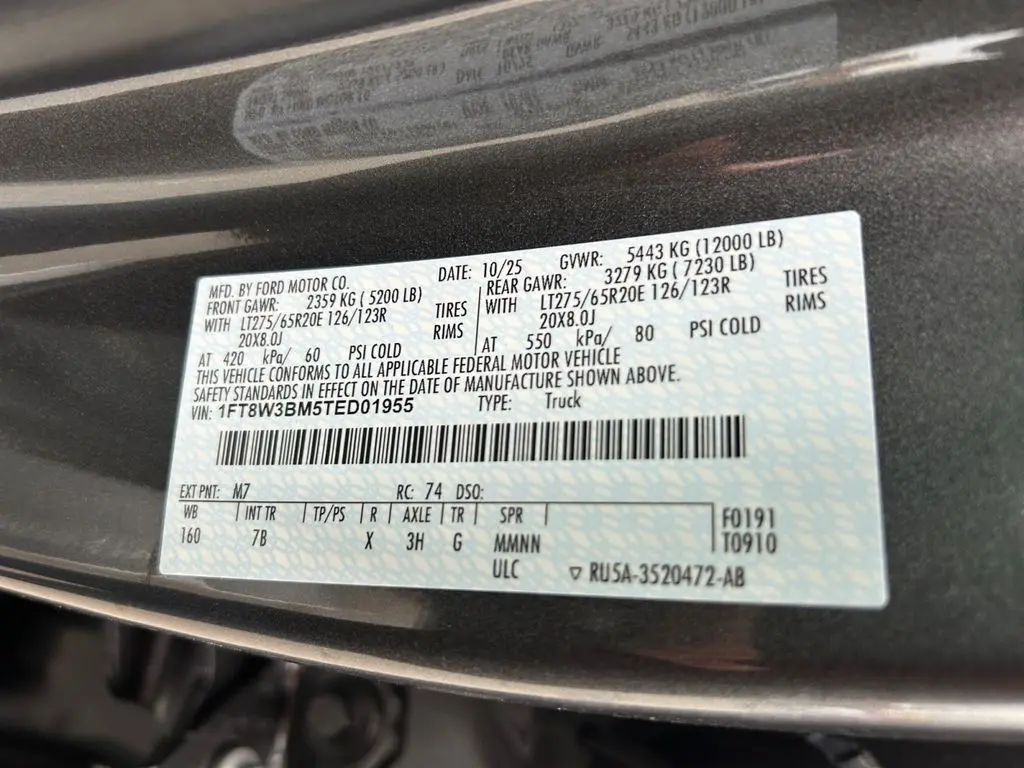 MFD. BY FORD MOTOR CO. DATE: 10/25 GVWR: 5443 KG (12000 LB)
FRONT GAWR: 2359 KG ( 5200 LB) REAR GAWR: 3279 KG ( 7230 LB)
WITH LT275/65R20E 126/123R TIRES WITH LT275/65R20E 126/123R TIRES
20X8.0J RIMS 20X8.0J RIMS
AT 420 kPa/ 60 PSI COLD AT 550 kPa/ 80 PSI COLD
THIS VEHICLE CONFORMS TO ALL APPLICABLE FEDERAL MOTOR VEHICLE
SAFETY STANDARDS IN EFFECT ON THE DATE OF MANUFACTURE SHOWN ABOVE.
VIN: 1FT8W3BM5TED01955 TYPE: Truck
EXT PNT: M7 RC: 74 DSO:
WB INT TR TP/PS R AXLE TR SPR F0191
160 7B X 3H G MMNN T0910
ULC ▽ RU5A-3520472-AB